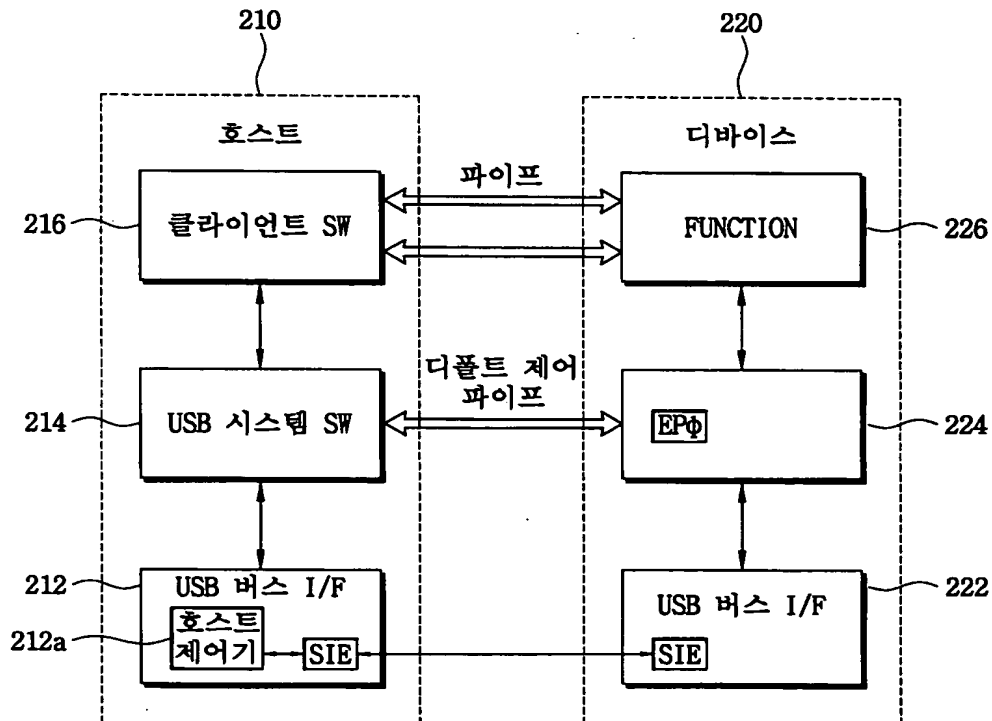 210
220
호스트
디바이스
216
클라이언트 SW
파이프
FUNCTION
226
214
USB 시스템 SW
디폴트 제어
파이프
EPφ
224
212
USB 버스 I/F
212a
호스트
제어기
SIE
USB 버스 I/F
222
SIE